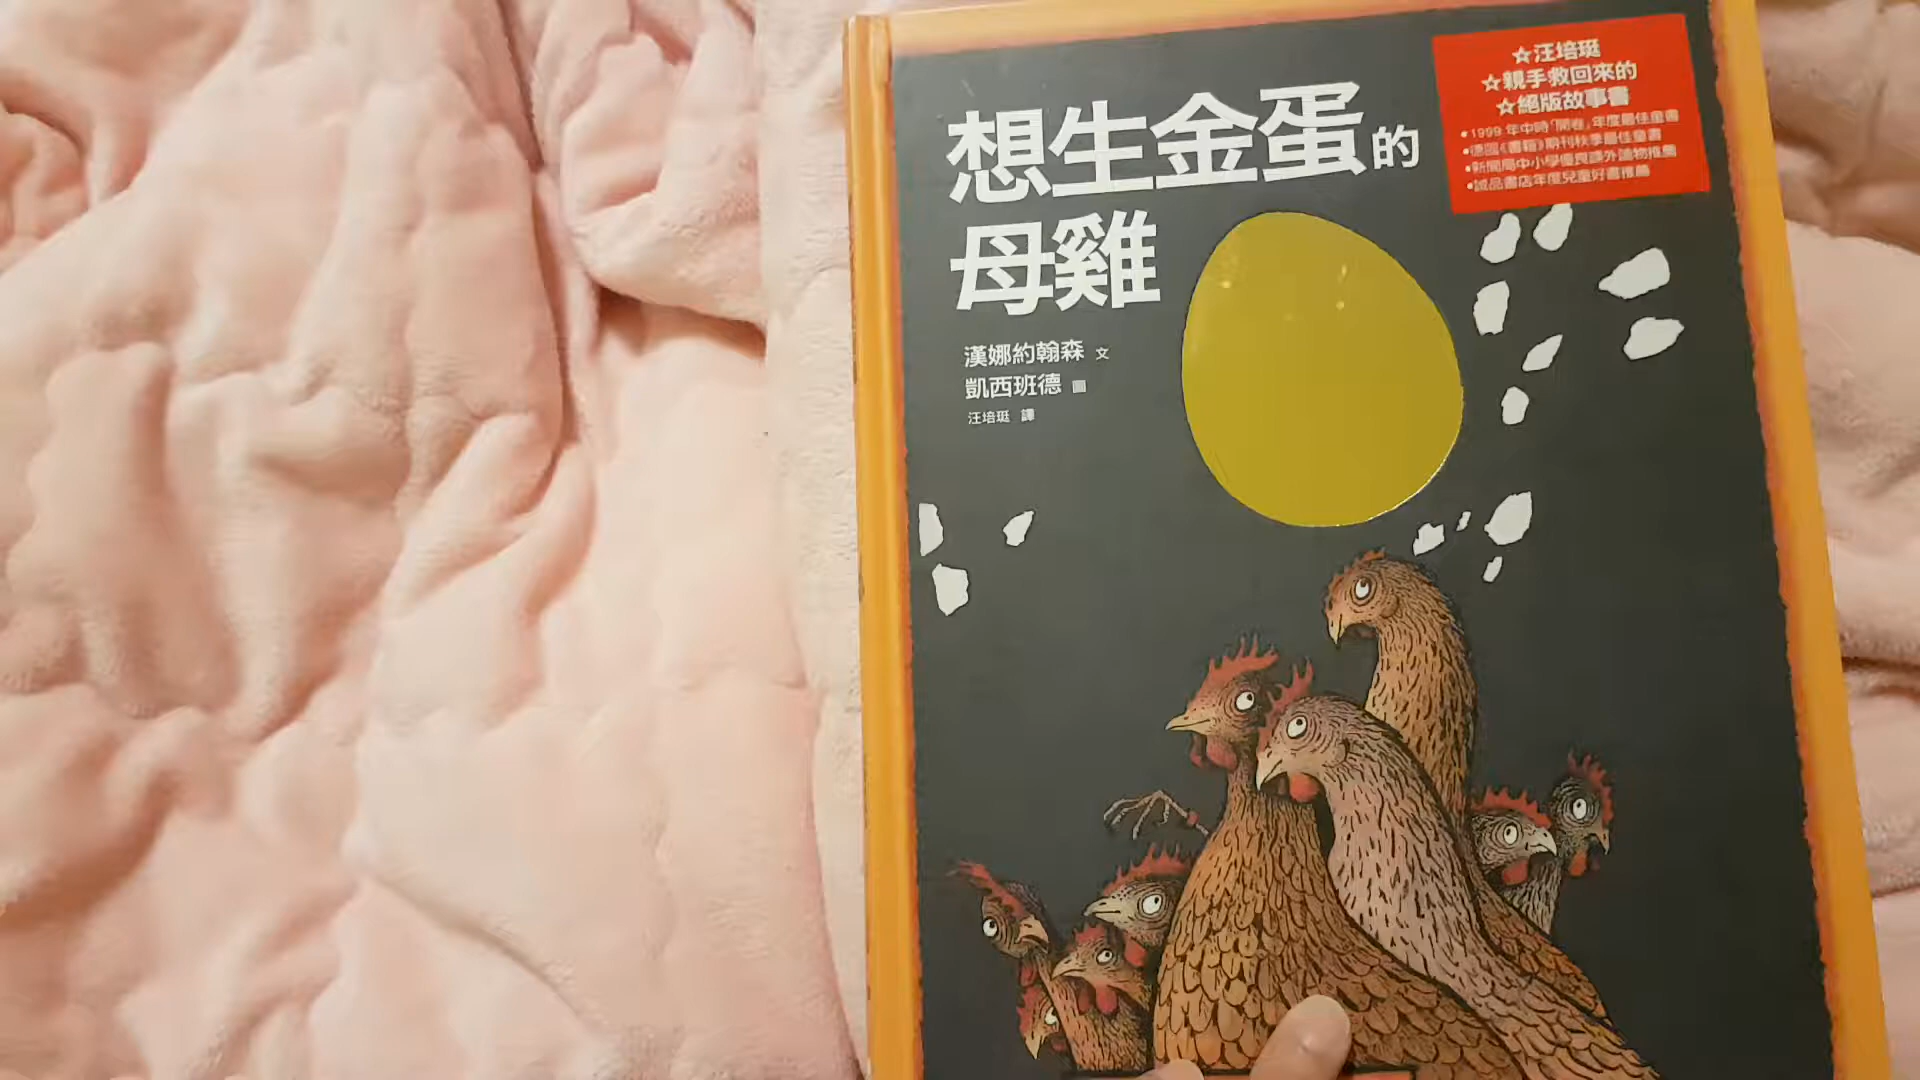 想生金蛋的
母雞
漢娜約翰森 文
凱西班德 圖
汪培珽 譯
☆汪培珽
☆親手救回來的
☆絕版故事書
•1999 年中時「開卷」年度最佳童書
•德國《書籍》期刊秋季最佳童書
•新聞局中小學優良課外讀物推薦
•誠品書店年度兒童好書推薦